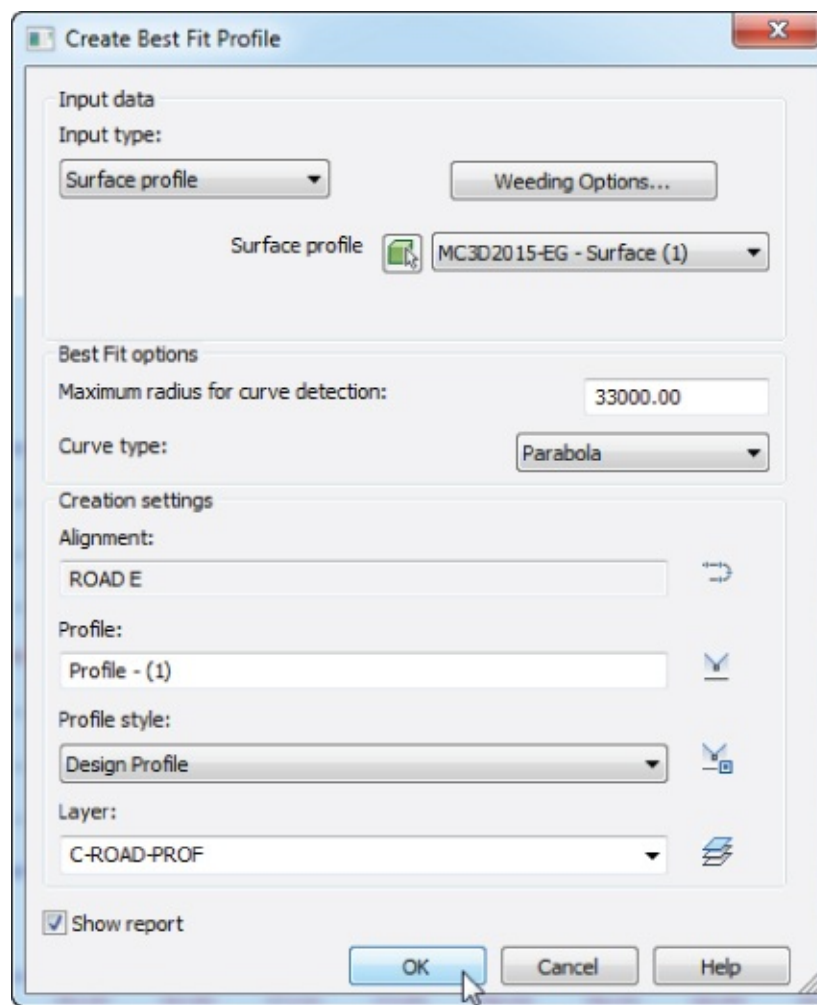 Create Best Fit Profile
Input data
Input type:
Surface profile
Weeding Options...
Surface profile
MC3D2015-EG - Surface (1)
Best Fit options
Maximum radius for curve detection:
33000.00
Curve type:
Parabola
Creation settings
Alignment:
ROAD E
Profile:
Profile - (1)
Profile style:
Design Profile
Layer:
C-ROAD-PROF
Show report
OK
Cancel
Help